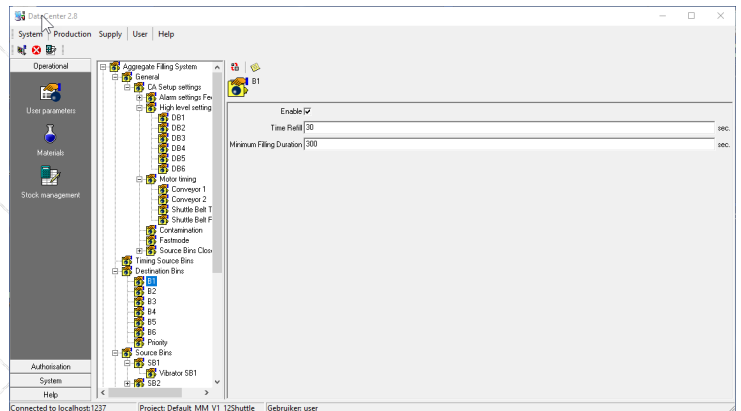 DataCenter 2.8
System Production Supply User Help
Operational
User parameters
Materials
Stock management
Authorisation
System
Help
Aggregate Filling System
General
CA Setup settings
Alarm settings Fe
High level setting
DB1
DB2
DB3
DB4
DB5
DB6
Motor timing
Conveyor 1
Conveyor 2
Shuttle Belt T
Shuttle Belt F
Contamination
Fastmode
Source Bins Clos
Timing Source Bins
Destination Bins
B1
B2
B3
B4
B5
B6
Priority
Source Bins
SB1
Vibrator SB1
SB2
B1
Enable
Time Refill 30 sec.
Minimum Filling Duration 300 sec.
Connected to localhost:1237 Project: Default_MM_V1_12Shuttle Gebruiker: user